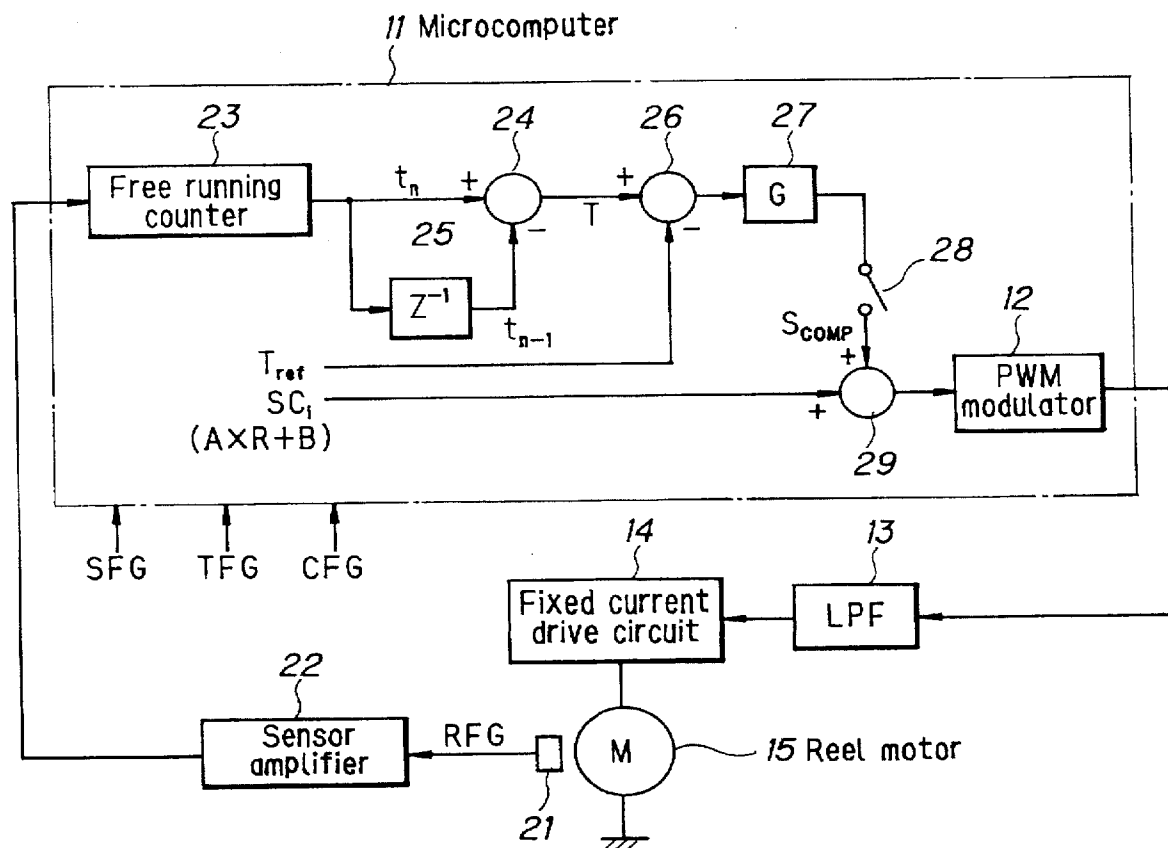 11 Microcomputer
23
24
26
27
Free running
counter
tn
+
+
G
25
T
−
−
28
Z⁻¹
tn-1
SCOMP
12
+
Tref
PWM
modulator
SC1
+
(A×R+B)
29
SFG
TFG
CFG
14
13
Fixed current
drive circuit
LPF
22
Sensor
amplifier
RFG
M
15 Reel motor
21